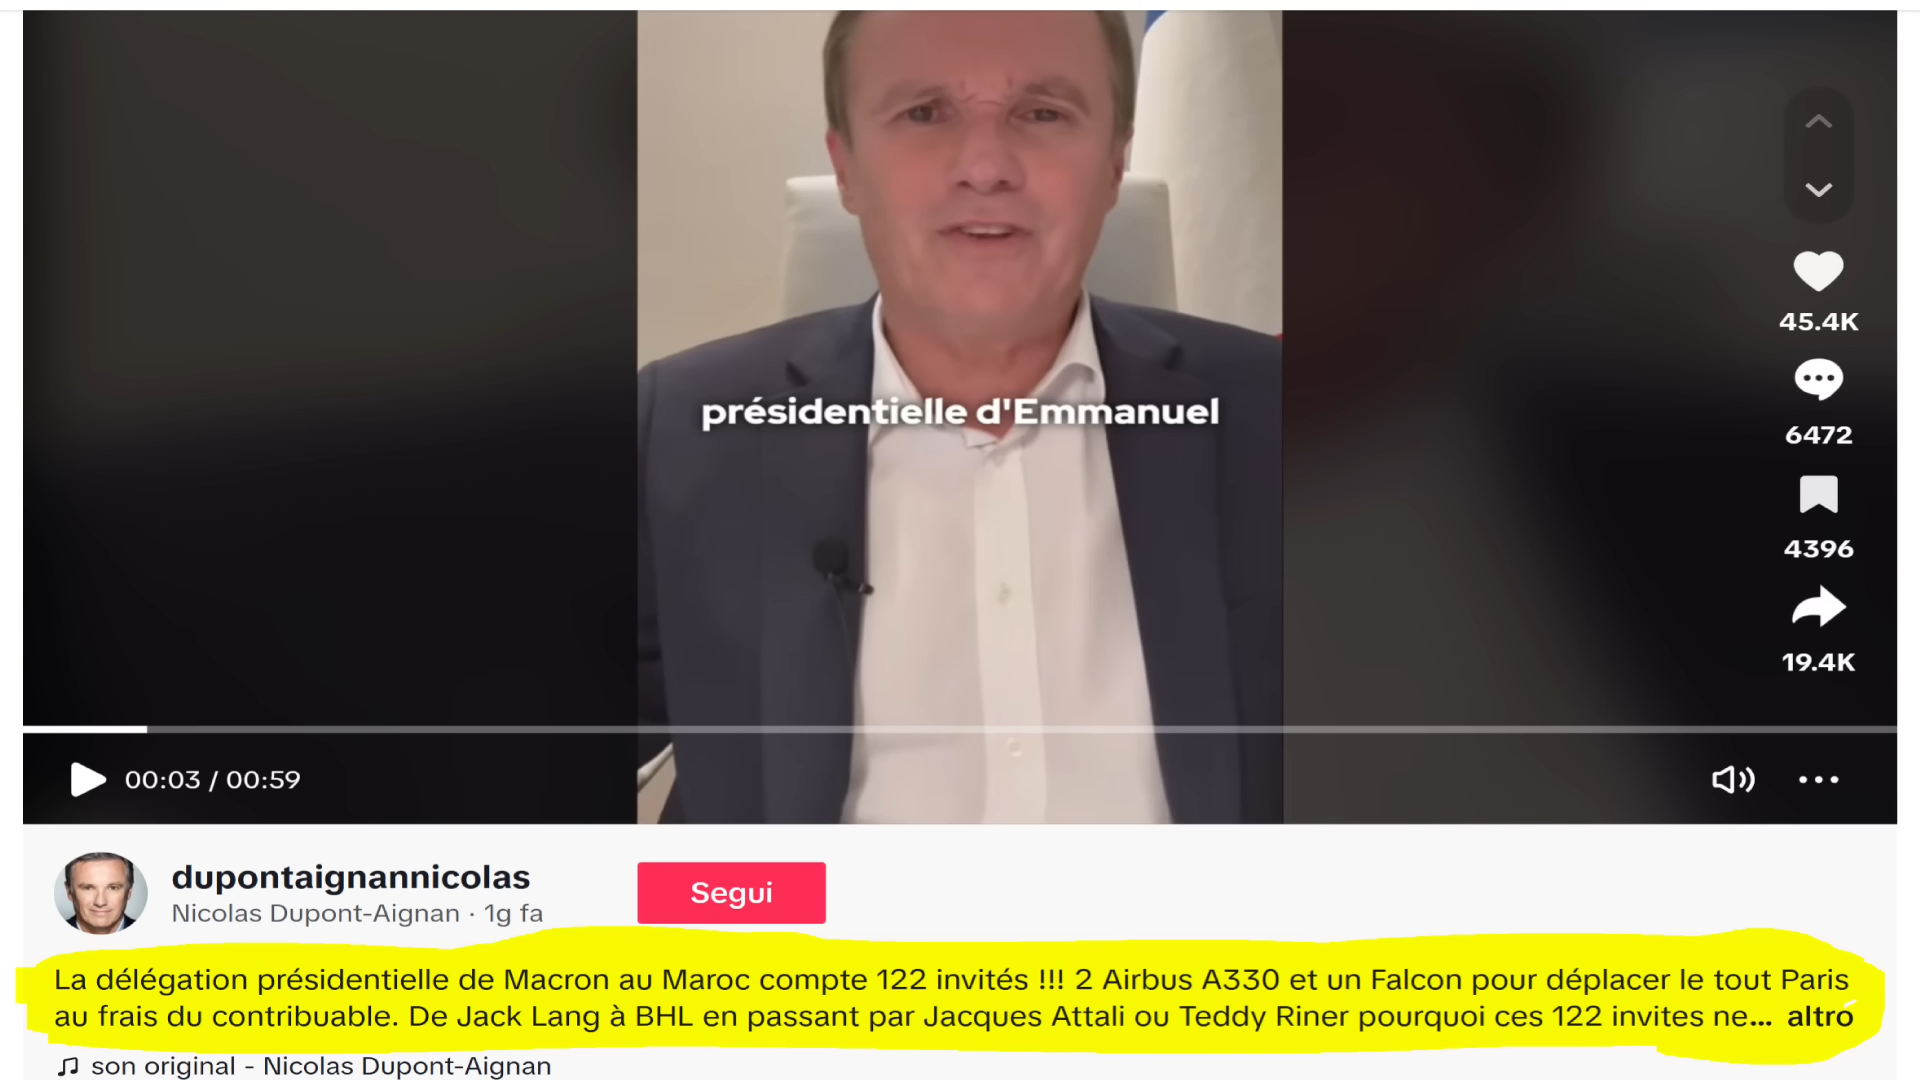 présidentielle d'Emmanuel
45.4K
6472
4396
19.4K
00:03 / 00:59
dupontaignannicolas
Nicolas Dupont-Aignan · 1g fa
Segui
La délégation présidentielle de Macron au Maroc compte 122 invités !!! 2 Airbus A330 et un Falcon pour déplacer le tout Paris
au frais du contribuable. De Jack Lang à BHL en passant par Jacques Attali ou Teddy Riner pourquoi ces 122 invites ne... altro
son original - Nicolas Dupont-Aignan